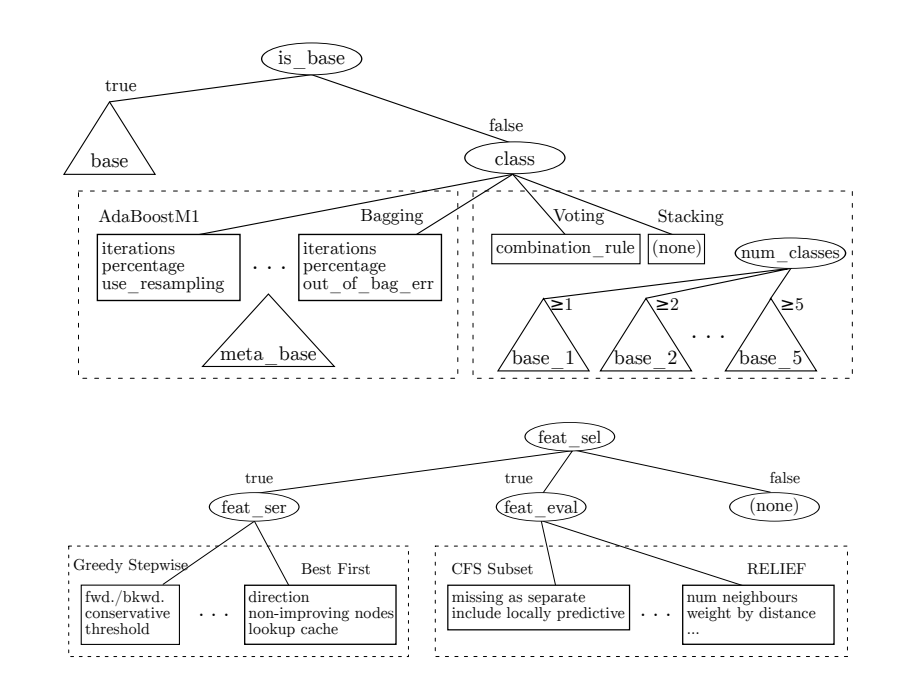 is_base
true
false
base
class
AdaBoostM1
Bagging
Voting
Stacking
iterations
percentage
use_resampling
. . .
iterations
percentage
out_of_bag_err
combination_rule
(none)
num_classes
meta_base
≥1
≥2
≥5
base_1
base_2
. . .
base_5
feat_sel
true
true
false
feat_ser
feat_eval
(none)
Greedy Stepwise
Best First
CFS Subset
RELIEF
fwd./bkwd.
conservative
threshold
. . .
direction
non-improving nodes
lookup cache
missing as separate
include locally predictive
. . .
num neighbours
weight by distance
...